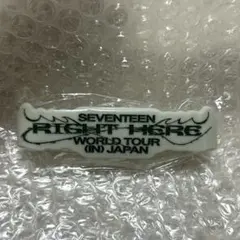 SEVENTEEN
RIGHT HERE
WORLD TOUR
(IN) JAPAN